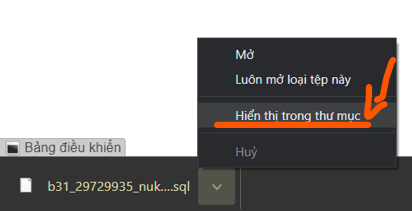 Mở
Luôn mở loại tệp này
Hiển thị trong thư mục
Huỷ
Bảng điều khiển
b31_29729935_nuk....sql